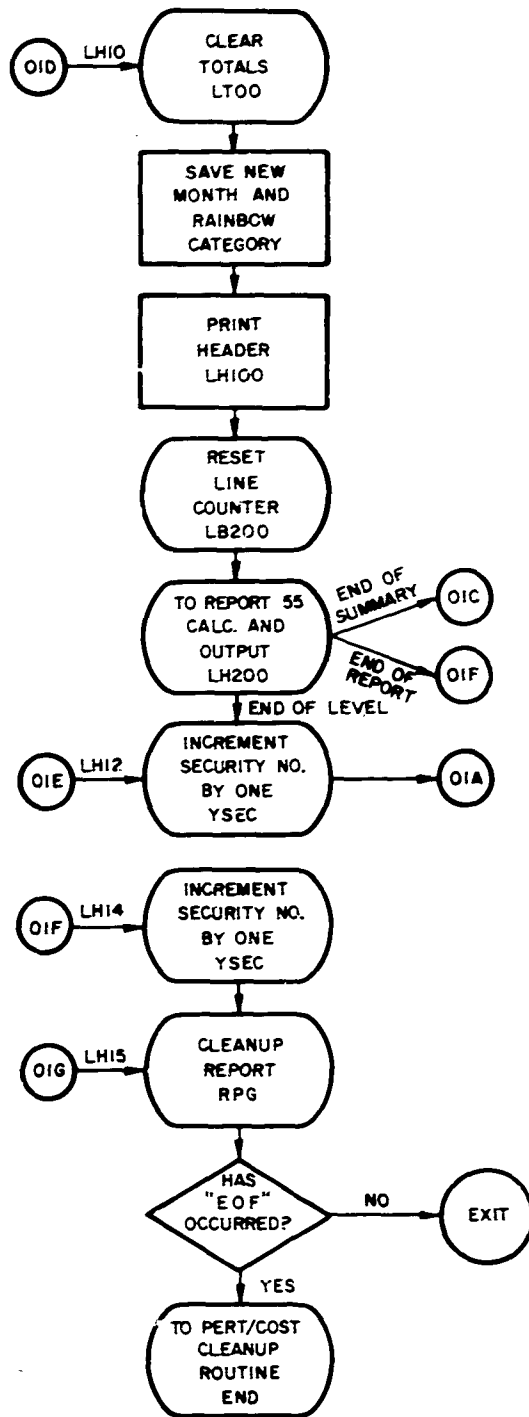 01D
LH10
CLEAR
TOTALS
LT00
SAVE NEW
MONTH AND
RAINBOW
CATEGORY
PRINT
HEADER
LH100
RESET
LINE
COUNTER
LB200
TO REPORT 55
CALC. AND
OUTPUT
LH200
END OF
SUMMARY
01C
END OF
REPORT
01F
END OF LEVEL
01E
LH12
INCREMENT
SECURITY NO.
BY ONE
YSEC
01A
01F
LH14
INCREMENT
SECURITY NO.
BY ONE
YSEC
01G
LH15
CLEANUP
REPORT
RPG
HAS
"EOF"
OCCURRED?
NO
EXIT
YES
TO PERT/COST
CLEANUP
ROUTINE
END